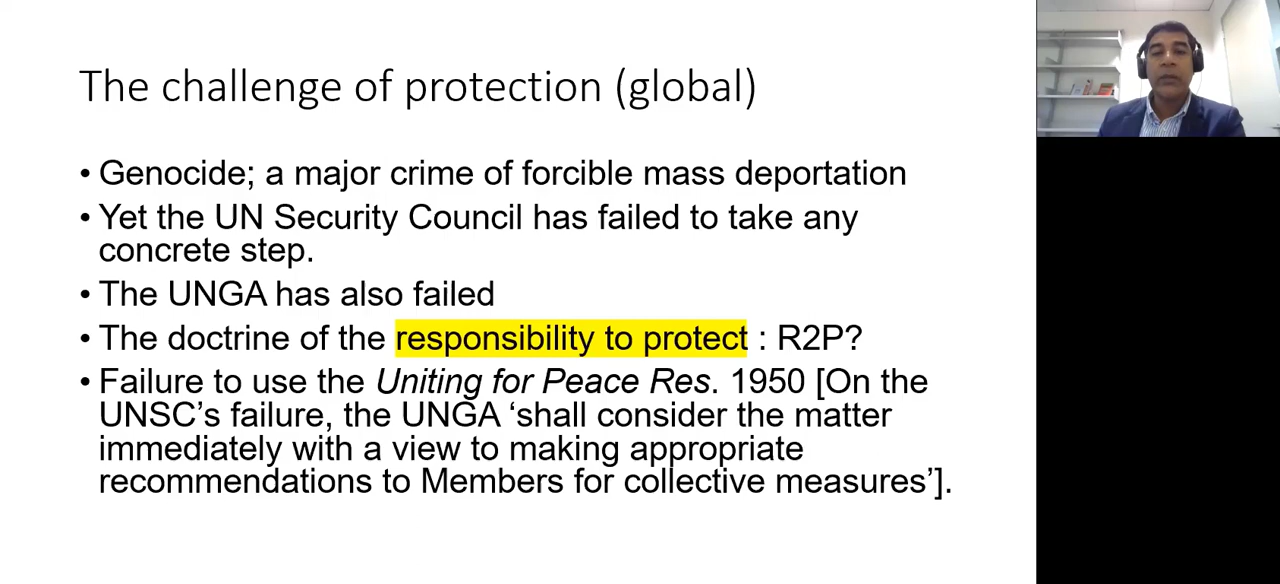 The challenge of protection (global)
• Genocide; a major crime of forcible mass deportation
• Yet the UN Security Council has failed to take any
concrete step.
• The UNGA has also failed
• The doctrine of the responsibility to protect : R2P?
• Failure to use the Uniting for Peace Res. 1950 [On the
UNSC’s failure, the UNGA ‘shall consider the matter
immediately with a view to making appropriate
recommendations to Members for collective measures’].